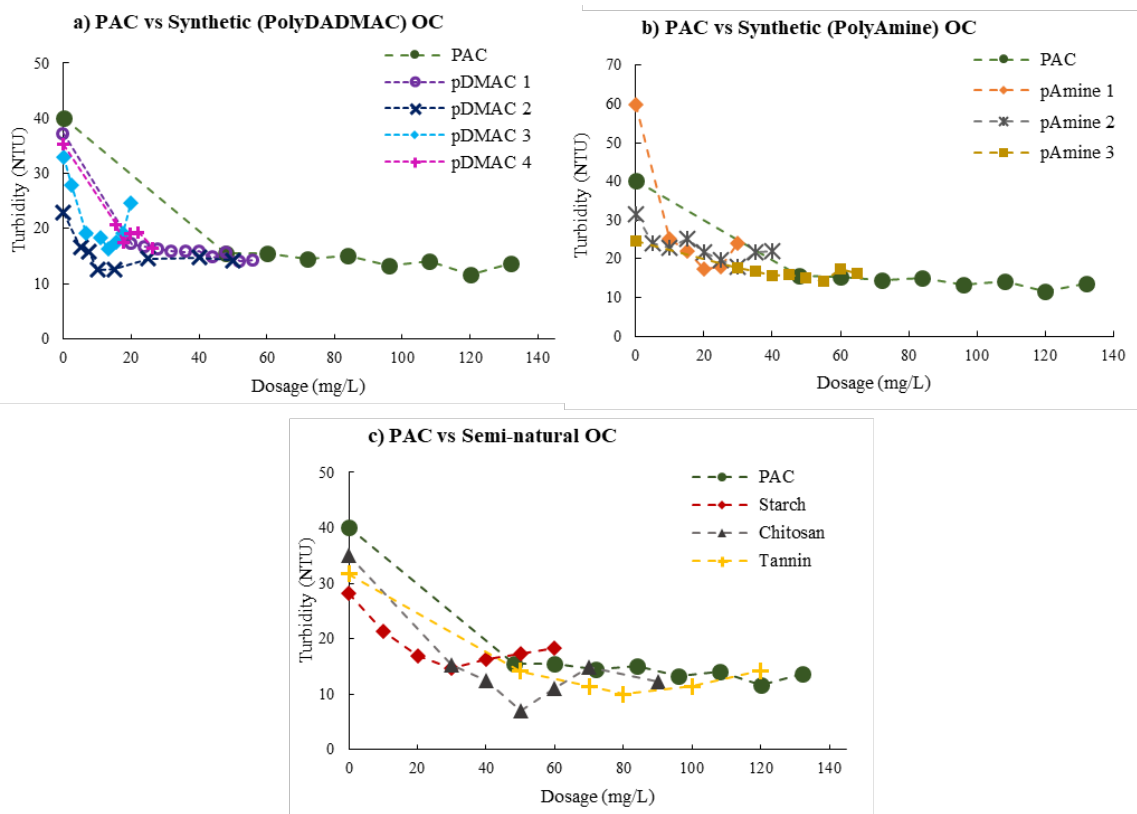 a) PAC vs Synthetic (PolyDADMAC) OC
50
40
30
20
10
0
Turbidity (NTU)
PAC
pDMAC 1
pDMAC 2
pDMAC 3
pDMAC 4
0 20 40 60 80 100 120 140
Dosage (mg/L)
b) PAC vs Synthetic (PolyAmine) OC
70
60
50
40
30
20
10
0
Turbidity (NTU)
PAC
pAmine 1
pAmine 2
pAmine 3
0 20 40 60 80 100 120 140
Dosage (mg/L)
c) PAC vs Semi-natural OC
50
40
30
20
10
0
Turbidity (NTU)
PAC
Starch
Chitosan
Tannin
0 20 40 60 80 100 120 140
Dosage (mg/L)